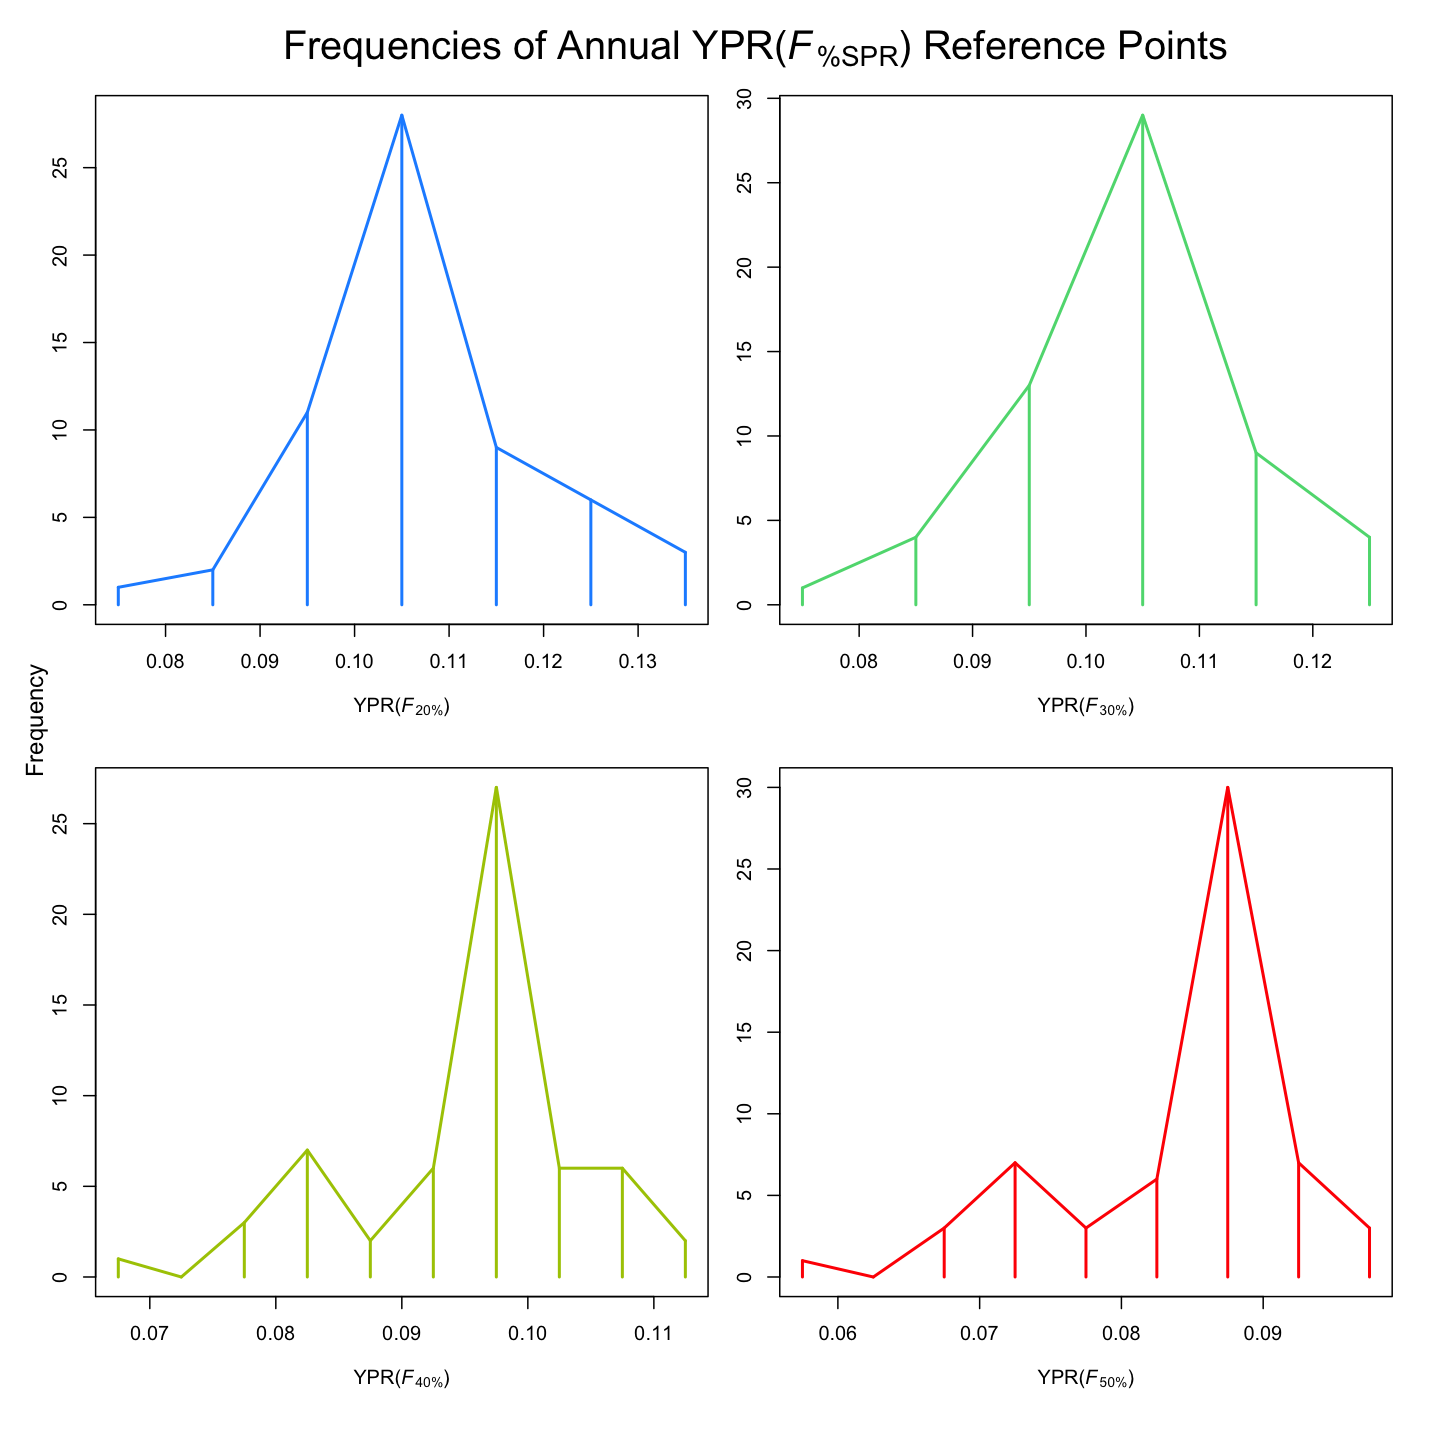 Frequencies of Annual YPR(F%SPR) Reference Points
0 5 10 15 20 25
0.08 0.09 0.10 0.11 0.12 0.13
YPR(F20%)
0 5 10 15 20 25 30
0.08 0.09 0.10 0.11 0.12
YPR(F30%)
Frequency
0 5 10 15 20 25
0.07 0.08 0.09 0.10 0.11
YPR(F40%)
0 5 10 15 20 25 30
0.06 0.07 0.08 0.09
YPR(F50%)